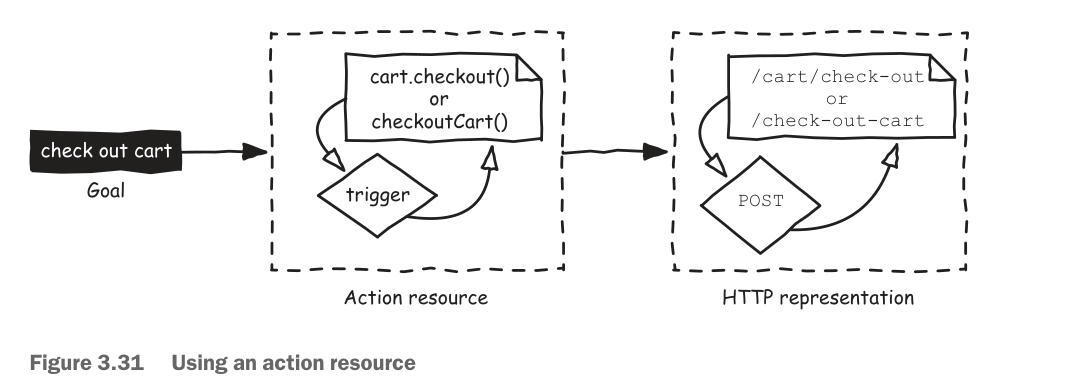 check out cart
Goal
cart.checkout()
or
checkoutCart()
trigger
Action resource
/cart/check-out
or
/check-out-cart
POST
HTTP representation
Figure 3.31 Using an action resource